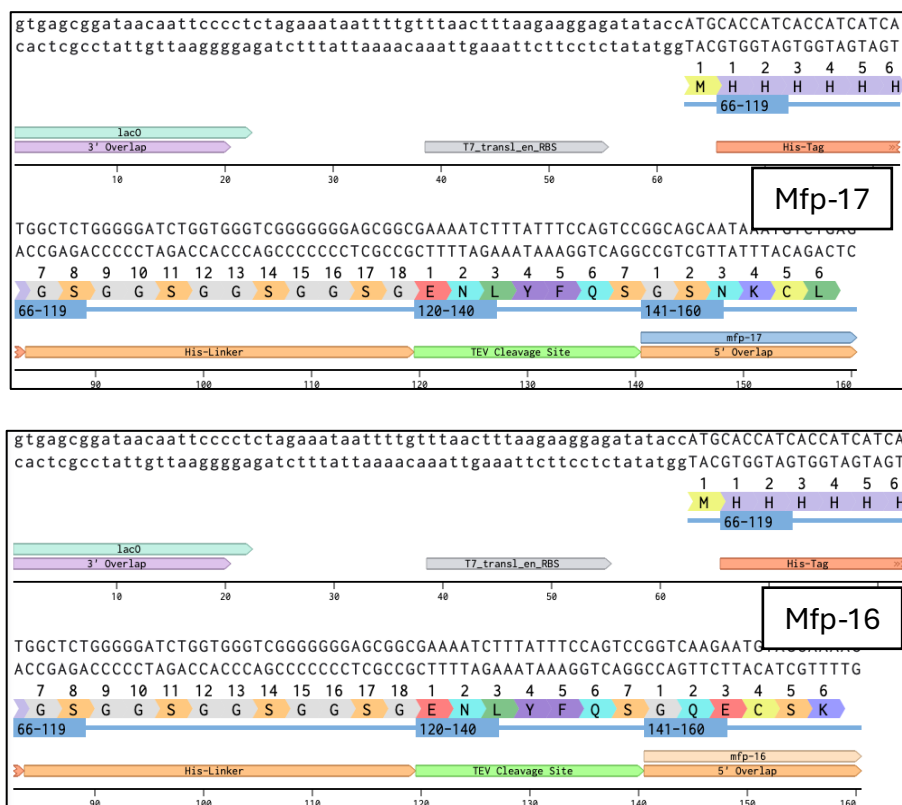 gtgagcggataacaattcccctctagaaataattttgtttaactttaagaaggagatataccATGCACCATCACCATCATCA
cactcgcctattgttaaggggagatctttattaaaacaaattgaaattcttcctctatatggTACGTGGTAGTGGTAGTAGT
1 1 2 3 4 5 6
M H H H H H H
66-119
lacO
3' Overlap T7_transl_en_RBS His-Tag
10 20 30 40 50 60
Mfp-17
TGGCTCTGGGGGATCTGGTGGGTCGGGGGGGAGCGGCGAAAATCTTTATTTCCAGTCCGGCAGCAATA
ACCGAGACCCCCTAGACCACCCAGCCCCCCCTCGCCGCTTTTAGAAATAAAGGTCAGGCCGTCGTTATTTACAGACTC
7 8 9 10 11 12 13 14 15 16 17 18 1 2 3 4 5 6 7 1 2 3 4 5 6
G S G G S G G S G G S G E N L Y F Q S G S N K C L
66-119 120-140 141-160
mfp-17
His-Linker TEV Cleavage Site 5' Overlap
90 100 110 120 130 140 150 160
gtgagcggataacaattcccctctagaaataattttgtttaactttaagaaggagatataccATGCACCATCACCATCATCA
cactcgcctattgttaaggggagatctttattaaaacaaattgaaattcttcctctatatggTACGTGGTAGTGGTAGTAGT
1 1 2 3 4 5 6
M H H H H H H
66-119
lacO
3' Overlap T7_transl_en_RBS His-Tag
10 20 30 40 50 60
Mfp-16
TGGCTCTGGGGGATCTGGTGGGTCGGGGGGGAGCGGCGAAAATCTTTATTTCCAGTCCGGTCAAGAATG
ACCGAGACCCCCTAGACCACCCAGCCCCCCCTCGCCGCTTTTAGAAATAAAGGTCAGGCCAGTTCTTACATCGTTTTG
7 8 9 10 11 12 13 14 15 16 17 18 1 2 3 4 5 6 7 1 2 3 4 5 6
G S G G S G G S G G S G E N L Y F Q S G Q E C S K
66-119 120-140 141-160
mfp-16
His-Linker TEV Cleavage Site 5' Overlap
90 100 110 120 130 140 150 160